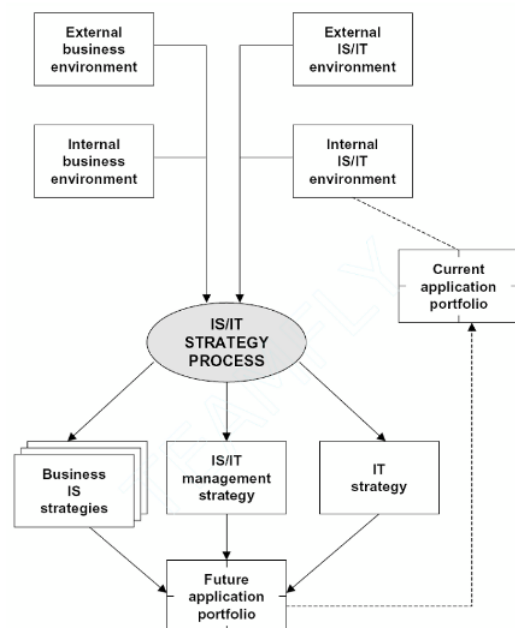 External
business
environment
External
IS/IT
environment
Internal
business
environment
Internal
IS/IT
environment
Current
application
portfolio
IS/IT
STRATEGY
PROCESS
Business
IS
strategies
IS/IT
management
strategy
IT
strategy
Future
application
portfolio
TEAMFLY